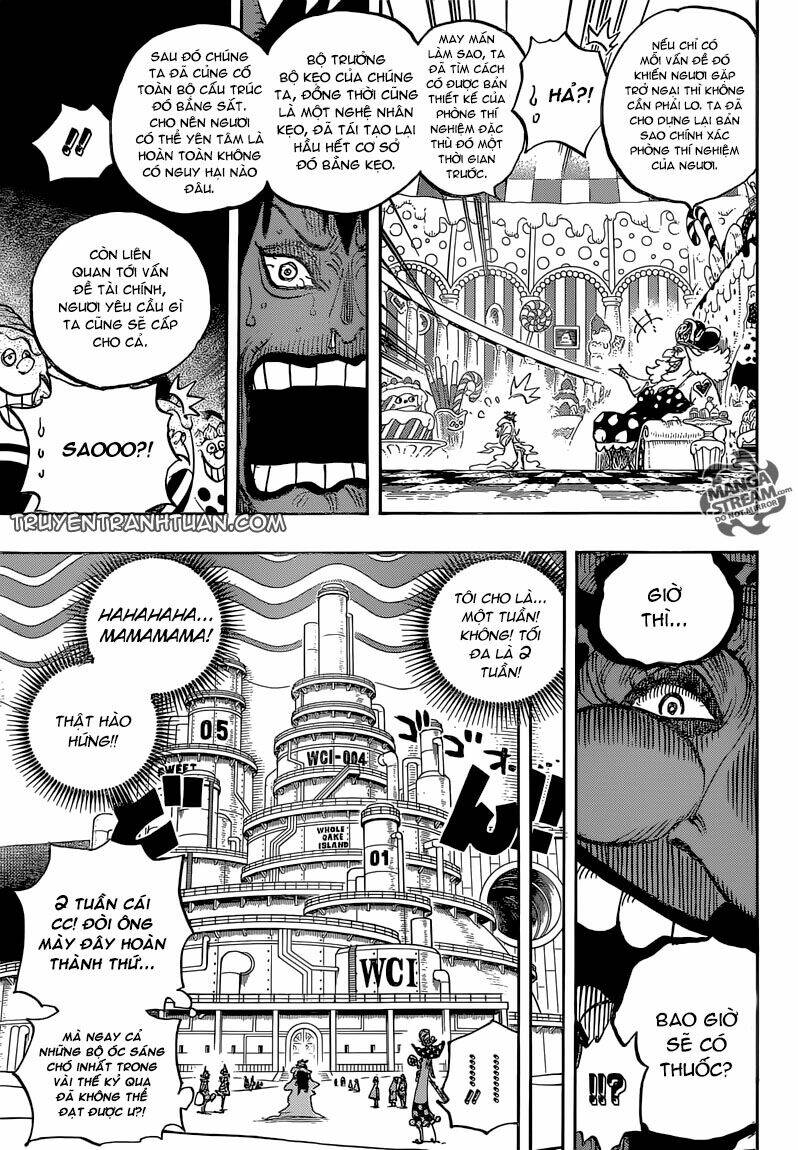 NẾU CHỈ CÓ
MỖI VẤN ĐỀ ĐÓ
KHIẾN NGƯƠI GẶP
TRỞ NGẠI THÌ KHÔNG
CẦN PHẢI LO. TA ĐÃ
CHO DỰNG LẠI BẢN
SAO CHÍNH XÁC
PHÒNG THÍ NGHIỆM
CỦA NGƯƠI.
HẢ?!
MAY MẮN
LÀM SAO, TA
ĐÃ TÌM CÁCH
CÓ ĐƯỢC BẢN
THIẾT KẾ CỦA
PHÒNG THÍ
NGHIỆM ĐẶC
THÙ ĐÓ MỘT
THỜI GIAN
TRƯỚC.
BỘ TRƯỞNG
BỘ KẸO CỦA CHÚNG
TA, ĐỒNG THỜI CŨNG
LÀ MỘT NGHỆ NHÂN
KẸO, ĐÃ TÁI TẠO LẠI
HẦU HẾT CƠ SỞ
ĐÓ BẰNG KẸO.
SAU ĐÓ CHÚNG
TA ĐÃ CỦNG CỐ
TOÀN BỘ CẤU TRÚC
ĐÓ BẰNG SẮT.
CHO NÊN NGƯƠI
CÓ THỂ YÊN TÂM LÀ
HOÀN TOÀN KHÔNG
CÓ NGUY HẠI NÀO
ĐÂU.
!!
CÒN LIÊN
QUAN TỚI VẤN
ĐỀ TÀI CHÍNH,
NGƯƠI YÊU CẦU GÌ
TA CŨNG SẼ CẤP
CHO CẢ.
SAOOO?!
MANGA
STREAM.COM
DO NOT MIRROR!
TRUYENTRANHTUAN.COM
GIỜ
THÌ...
BAO GIỜ
SẼ CÓ
THUỐC?
!!?
TÔI CHO LÀ...
MỘT TUẦN!
KHÔNG! TỐI
ĐA LÀ 2
TUẦN!
HAHAHAHA...
MAMAMAMA!
THẬT HÀO
HỨNG!!
ゴゴオ
ん!!
05
SWEET
WCI-004
WHOLE
CAKE
ISLAND
01
WCI
2 TUẦN CÁI
CC! ĐÒI ÔNG
MÀY ĐÂY HOÀN
THÀNH THỨ...
MÀ NGAY CẢ
NHỮNG BỘ ÓC SÁNG
CHÓI NHẤT TRONG
VÀI THẾ KỶ QUA
ĐÃ KHÔNG THỂ
ĐẠT ĐƯỢC Ư?!